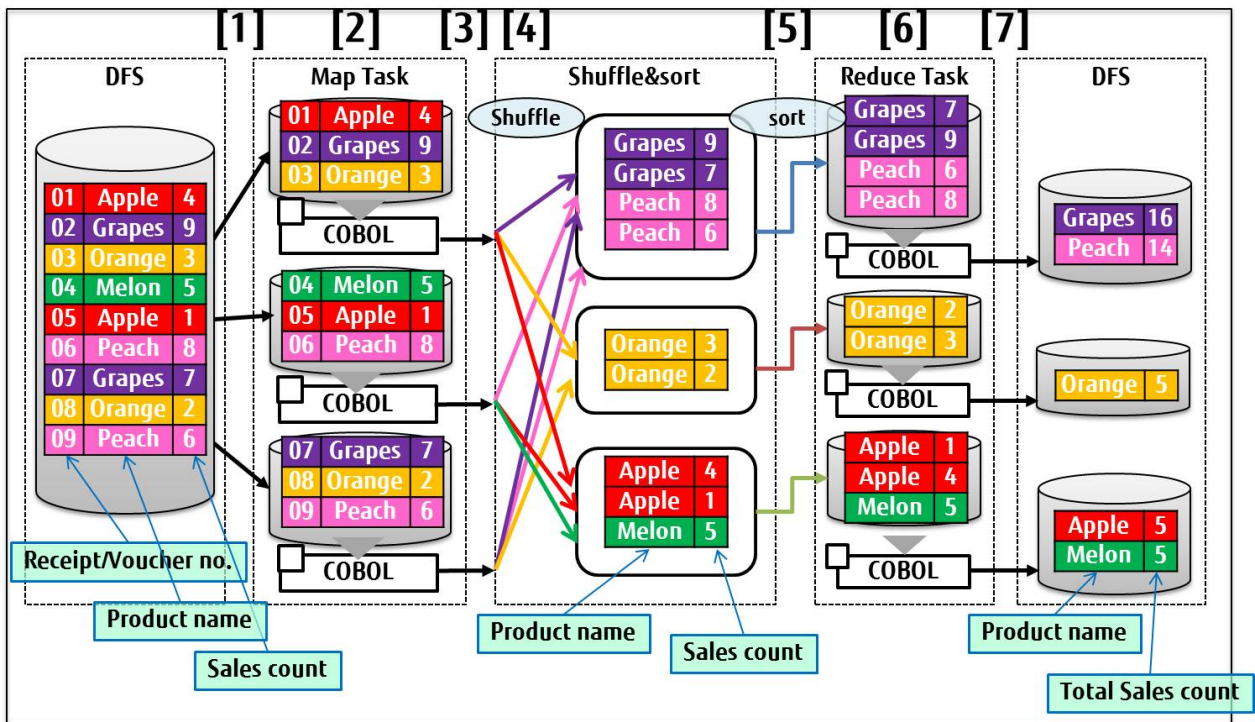 [1] [2] [3] [4] [5] [6] [7]
DFS
01 Apple 4
02 Grapes 9
03 Orange 3
04 Melon 5
05 Apple 1
06 Peach 8
07 Grapes 7
08 Orange 2
09 Peach 6
Receipt/Voucher no.
Product name
Sales count
Map Task
01 Apple 4
02 Grapes 9
03 Orange 3
COBOL
04 Melon 5
05 Apple 1
06 Peach 8
COBOL
07 Grapes 7
08 Orange 2
09 Peach 6
COBOL
Shuffle&sort
Shuffle
Grapes 9
Grapes 7
Peach 8
Peach 6
Orange 3
Orange 2
Apple 4
Apple 1
Melon 5
Product name
Sales count
sort
Reduce Task
Grapes 7
Grapes 9
Peach 6
Peach 8
COBOL
Orange 2
Orange 3
COBOL
Apple 1
Apple 4
Melon 5
COBOL
DFS
Grapes 16
Peach 14
Orange 5
Apple 5
Melon 5
Product name
Total Sales count